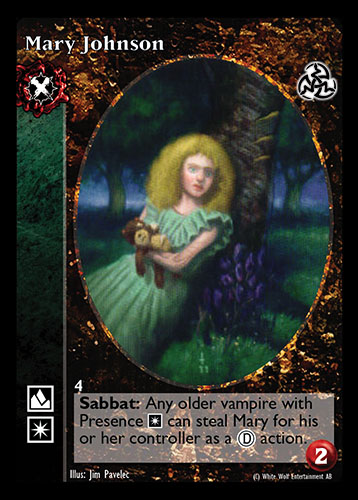 Mary Johnson
4
Sabbat: Any older vampire with
Presence can steal Mary for his
or her controller as a D action.
2
Illus: Jim Pavelec
(C) White Wolf Entertainment AB